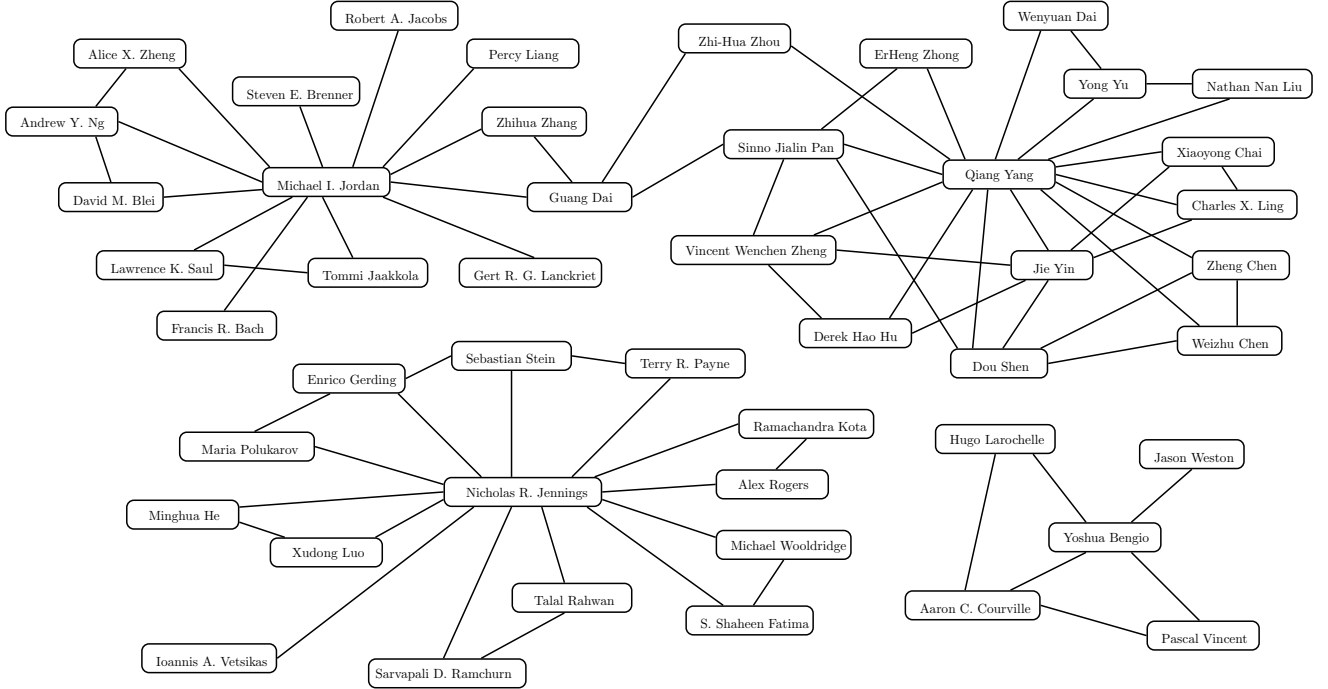 Robert A. Jacobs
Wenyuan Dai
Zhi-Hua Zhou
ErHeng Zhong
Alice X. Zheng
Percy Liang
Yong Yu
Nathan Nan Liu
Steven E. Brenner
Andrew Y. Ng
Zhihua Zhang
Sinno Jialin Pan
Xiaoyong Chai
Michael I. Jordan
Qiang Yang
David M. Blei
Guang Dai
Charles X. Ling
Vincent Wenchen Zheng
Lawrence K. Saul
Tommi Jaakkola
Gert R. G. Lanckriet
Jie Yin
Zheng Chen
Francis R. Bach
Derek Hao Hu
Weizhu Chen
Sebastian Stein
Terry R. Payne
Dou Shen
Enrico Gerding
Ramachandra Kota
Hugo Larochelle
Maria Polukarov
Jason Weston
Nicholas R. Jennings
Alex Rogers
Minghua He
Xudong Luo
Michael Wooldridge
Yoshua Bengio
Talal Rahwan
Aaron C. Courville
S. Shaheen Fatima
Pascal Vincent
Ioannis A. Vetsikas
Sarvapali D. Ramchurn